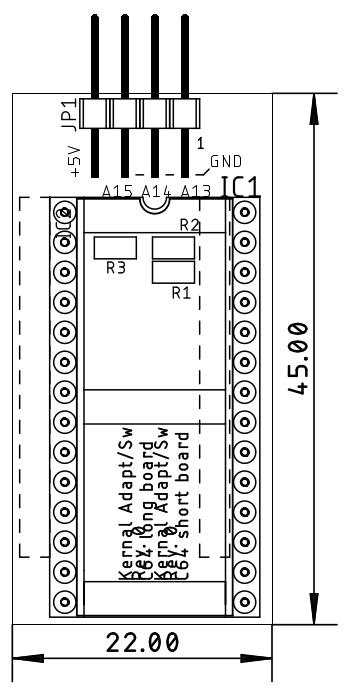 JP1
1
+5V
GND
A15 A14 A13
IC1
IC2
R2
R3
R1
Kernal Adapt/Sw
Rev. 0
C64 long board
Kernal Adapt/Sw
Rev. 0
C64 short board
45.00
22.00